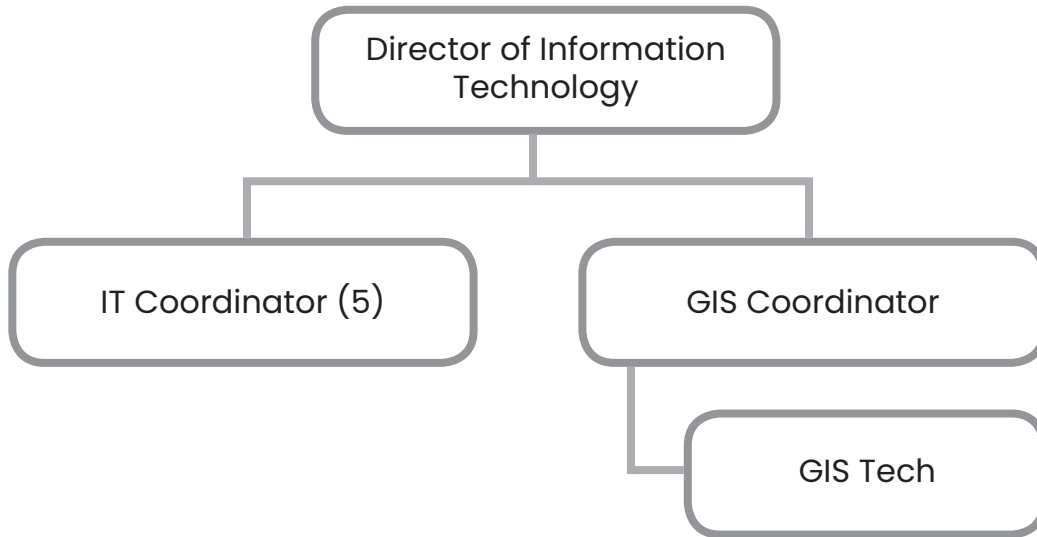 Director of Information
Technology
IT Coordinator (5)
GIS Coordinator
GIS Tech